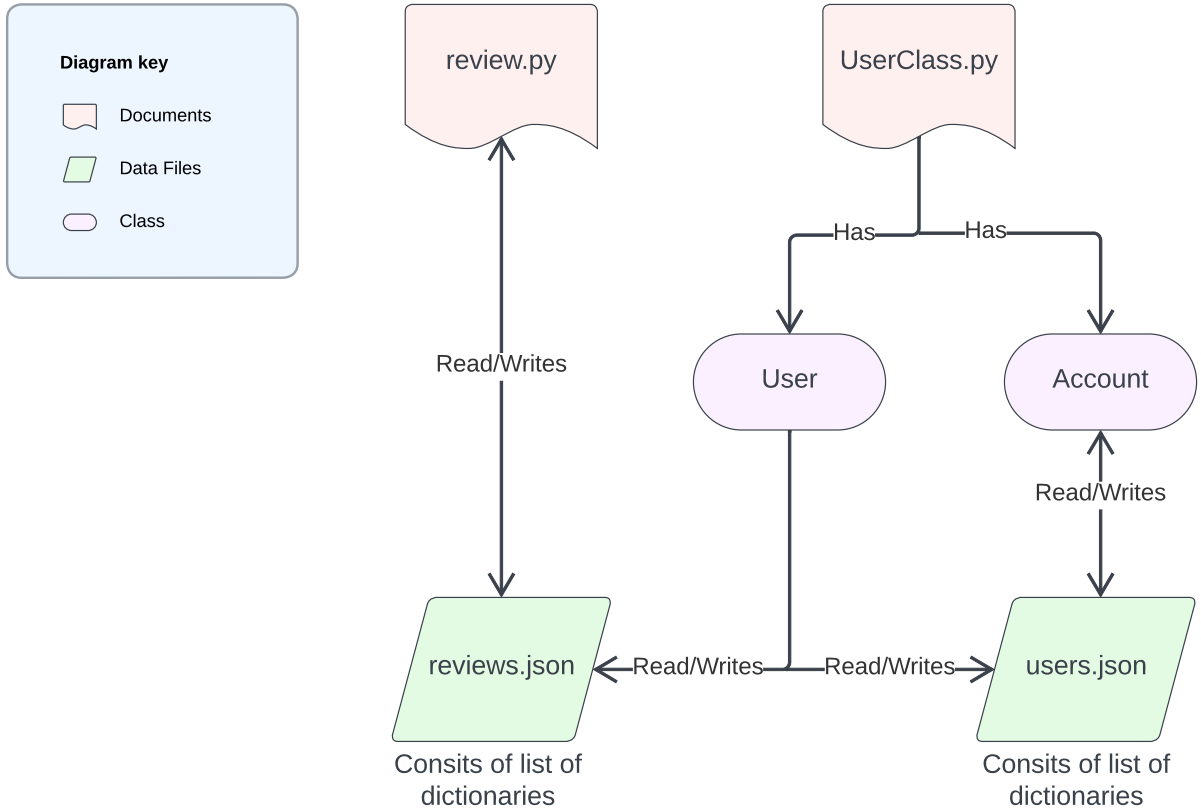 Diagram key
Documents
Data Files
Class
review.py
UserClass.py
Has
Has
User
Account
Read/Writes
Read/Writes
Read/Writes
Read/Writes
reviews.json
users.json
Consits of list of
dictionaries
Consits of list of
dictionaries